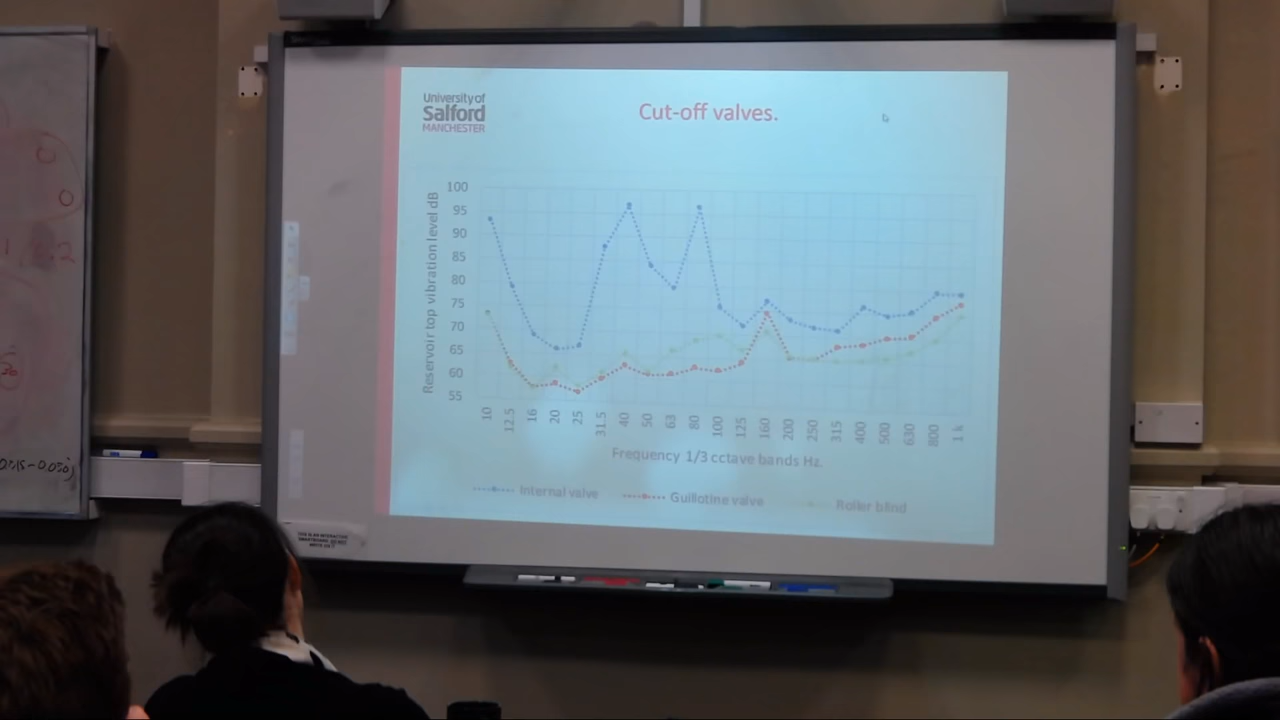 University of
Salford
MANCHESTER
Cut-off valves.
Reservoir top vibration level dB
100
95
90
85
80
75
70
65
60
55
10 12.5 16 20 25 31.5 40 50 63 80 100 125 160 200 250 315 400 500 630 800 1 k
Frequency 1/3 cctave bands Hz.
Internal valve Guillotine valve Roller blind